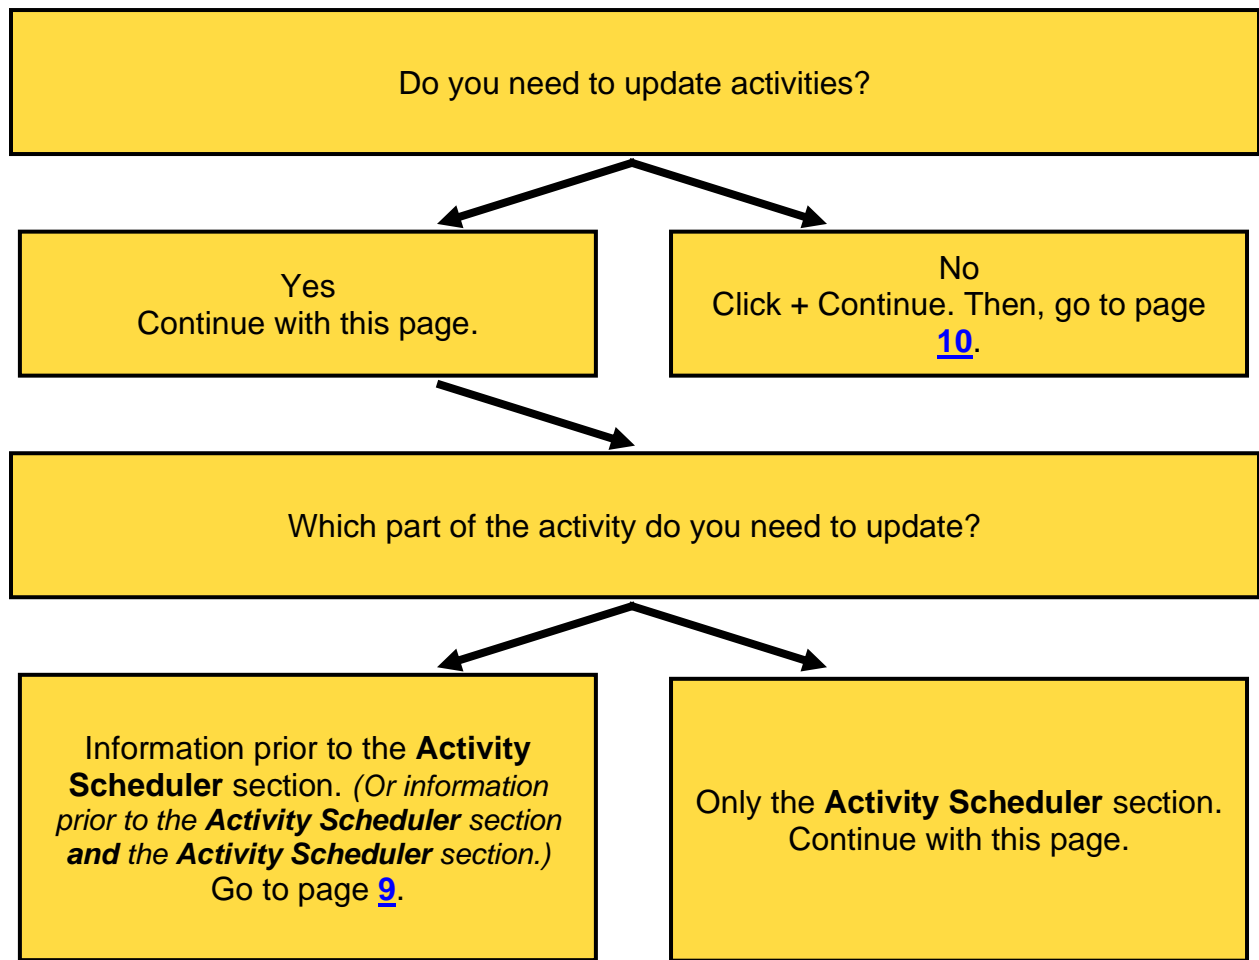 Do you need to update activities?
Yes
Continue with this page.
No
Click + Continue. Then, go to page
10.
Which part of the activity do you need to update?
Information prior to the Activity
Scheduler section. (Or information
prior to the Activity Scheduler section
and the Activity Scheduler section.)
Go to page 9.
Only the Activity Scheduler section.
Continue with this page.